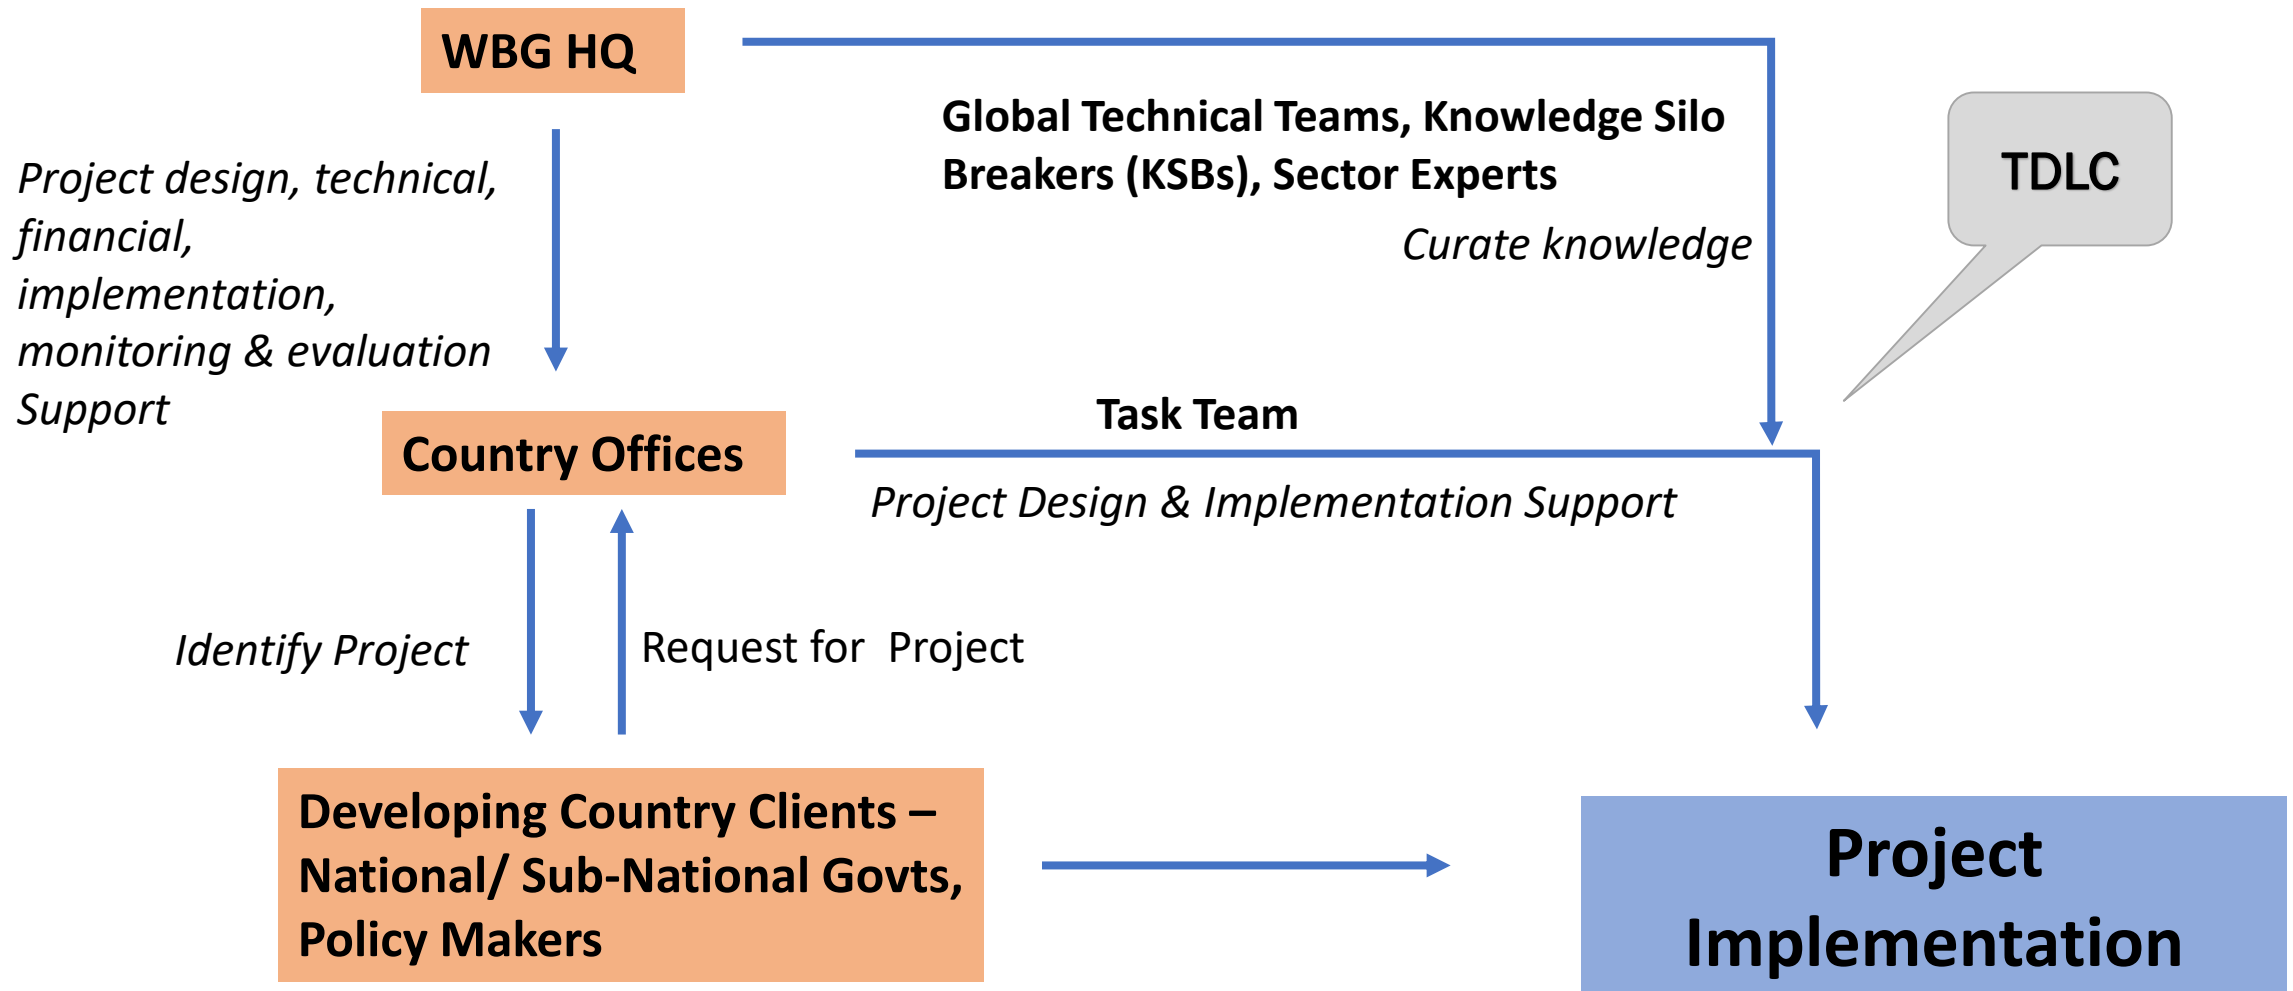 WBG HQ
Global Technical Teams, Knowledge Silo
Breakers (KSBs), Sector Experts
Curate knowledge
TDLC
Project design, technical,
financial,
implementation,
monitoring & evaluation
Support
Country Offices
Task Team
Project Design & Implementation Support
Identify Project
Request for  Project
Developing Country Clients –
National/ Sub-National Govts,
Policy Makers
Project
Implementation